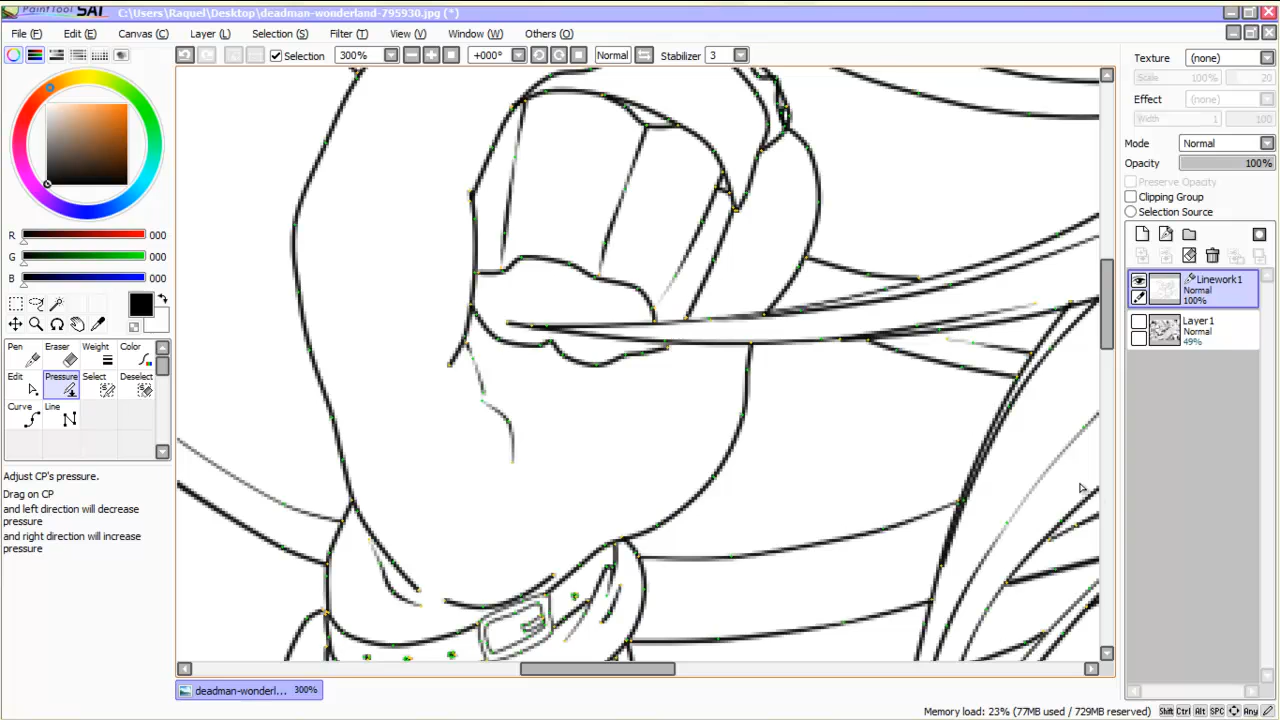 PaintTool SAI C:\Users\Raquel\Desktop\deadman-wonderland-795930.jpg (*)
File (F) Edit (E) Canvas (C) Layer (L) Selection (S) Filter (T) View (V) Window (W) Others (O)
Selection 300% +000° Normal Stabilizer 3
Texture (none)
Scale 100% 20
Effect (none)
Width 1 100
Mode Normal
Opacity 100%
Preserve Opacity
Clipping Group
Selection Source
R 000
G 000
B 000
Linework1
Normal
100%
Layer1
Normal
49%
Pen Eraser Weight Color
Edit Pressure Select Deselect
Curve Line
Adjust CP's pressure.
Drag on CP
and left direction will decrease
pressure
and right direction will increase
pressure
deadman-wonderl... 300%
Memory load: 23% (77MB used / 729MB reserved) Shift Ctrl Alt SPC Any